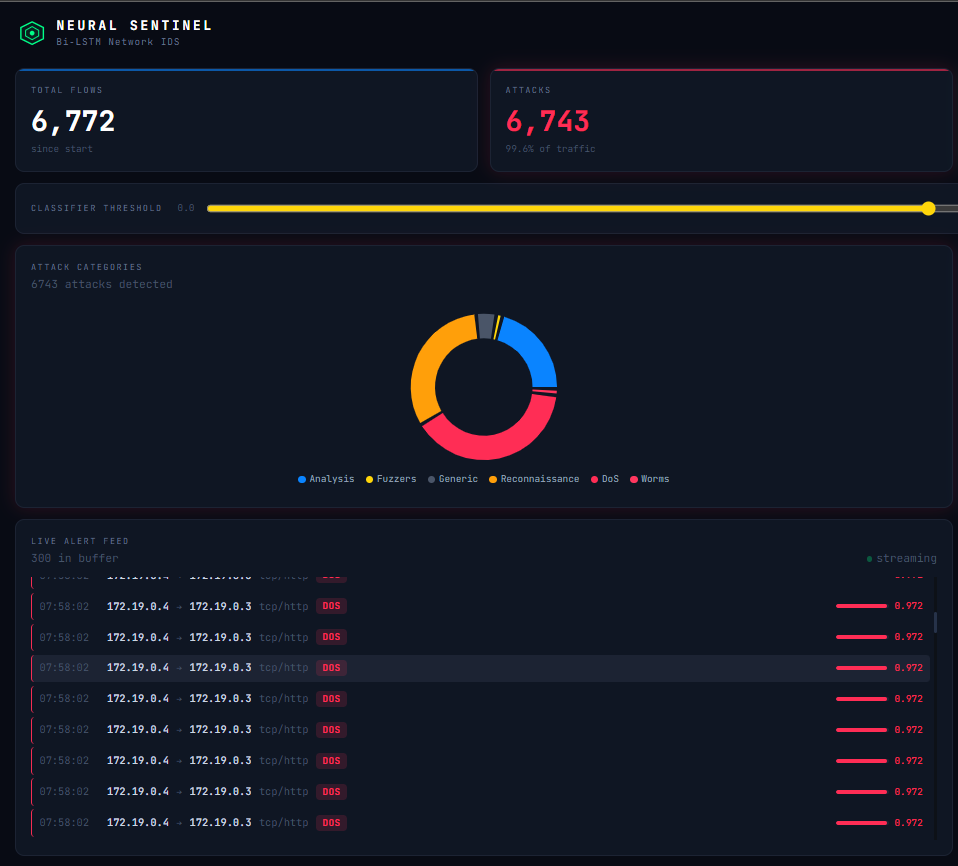 NEURAL SENTINEL
Bi-LSTM Network IDS
TOTAL FLOWS
6,772
since start
ATTACKS
6,743
99.6% of traffic
CLASSIFIER THRESHOLD 0.0
ATTACK CATEGORIES
6743 attacks detected
Analysis Fuzzers Generic Reconnaissance DoS Worms
LIVE ALERT FEED
300 in buffer
streaming
07:58:02 172.19.0.4 → 172.19.0.3 tcp/http DOS 0.972
07:58:02 172.19.0.4 → 172.19.0.3 tcp/http DOS 0.972
07:58:02 172.19.0.4 → 172.19.0.3 tcp/http DOS 0.972
07:58:02 172.19.0.4 → 172.19.0.3 tcp/http DOS 0.972
07:58:02 172.19.0.4 → 172.19.0.3 tcp/http DOS 0.972
07:58:02 172.19.0.4 → 172.19.0.3 tcp/http DOS 0.972
07:58:02 172.19.0.4 → 172.19.0.3 tcp/http DOS 0.972
07:58:02 172.19.0.4 → 172.19.0.3 tcp/http DOS 0.972